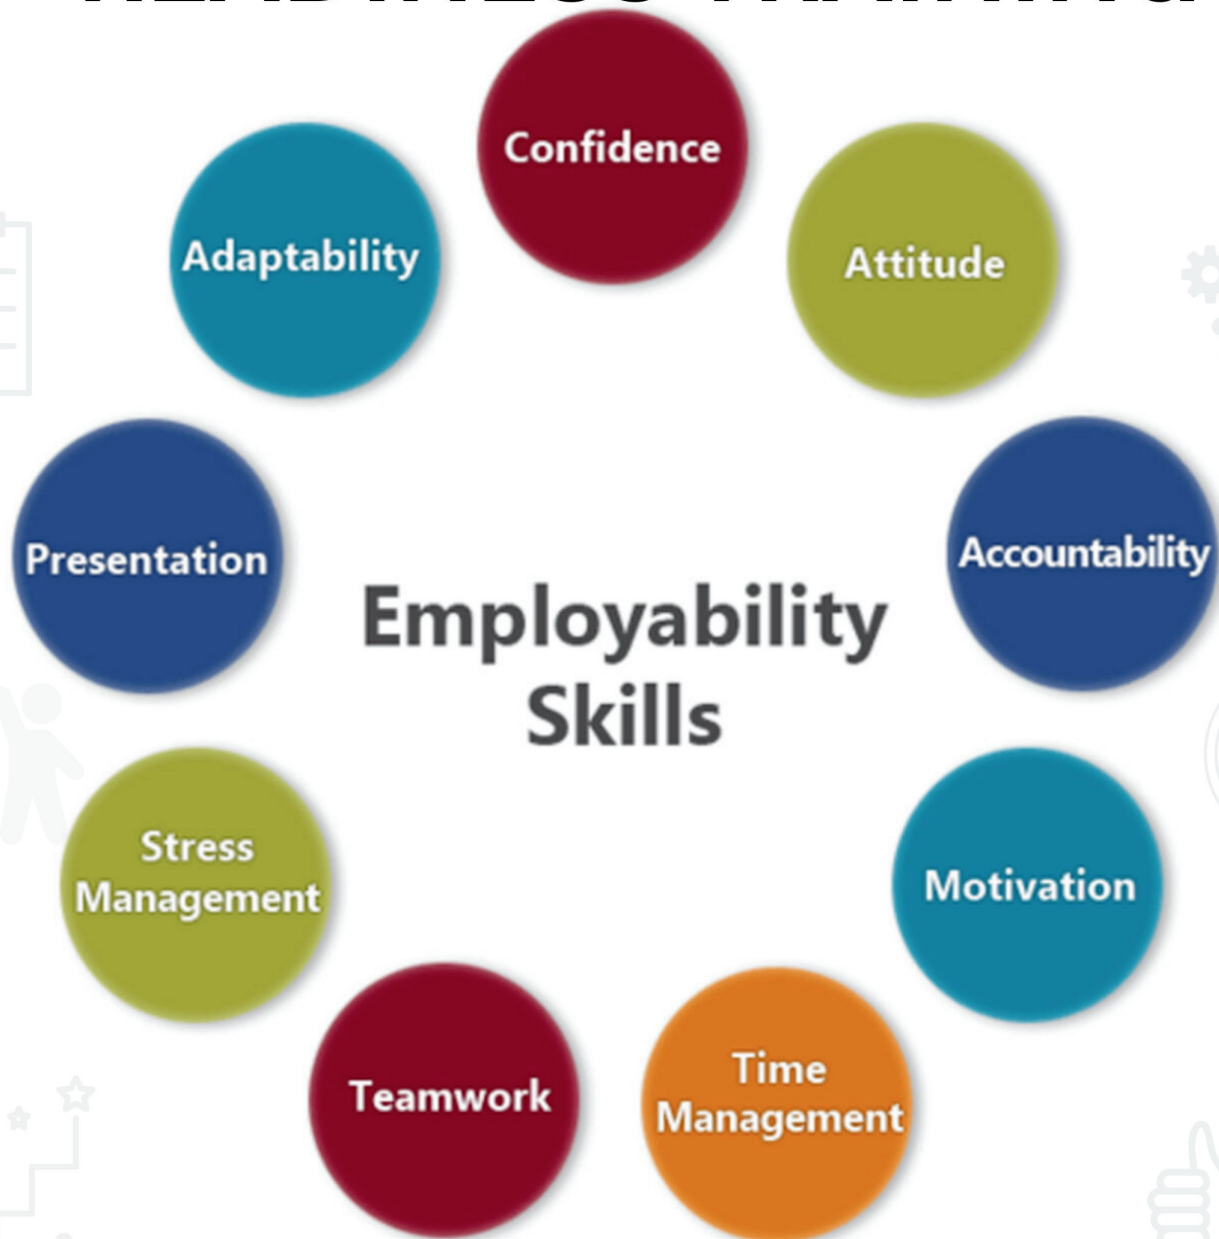 Confidence
Adaptability
Attitude
Presentation
Accountability
Employability
Skills
Stress
Management
Motivation
Teamwork
Time
Management